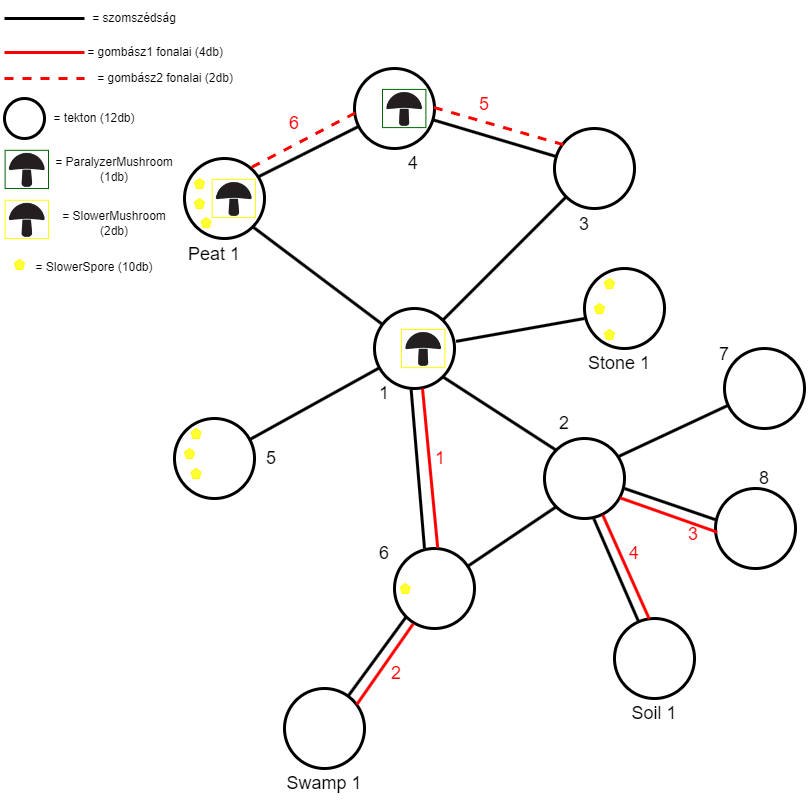 = szomszédság
= gombász1 fonalai (4db)
= gombász2 fonalai (2db)
= tekton (12db)
= ParalyzerMushroom
(1db)
= SlowerMushroom
(2db)
= SlowerSpore (10db)
6
5
4
3
Peat 1
Stone 1
1
7
2
5
1
8
6
3
4
2
Soil 1
Swamp 1